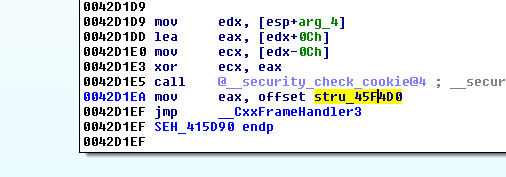 0042D1D9
0042D1D9 mov     edx, [esp+arg_4]
0042D1DD lea     eax, [edx+0Ch]
0042D1E0 mov     ecx, [edx-0Ch]
0042D1E3 xor     ecx, eax
0042D1E5 call    @__security_check_cookie@4 ; __secur
0042D1EA mov     eax, offset stru_45F4D0
0042D1EF jmp     __CxxFrameHandler3
0042D1EF SEH_415D90 endp
0042D1EF